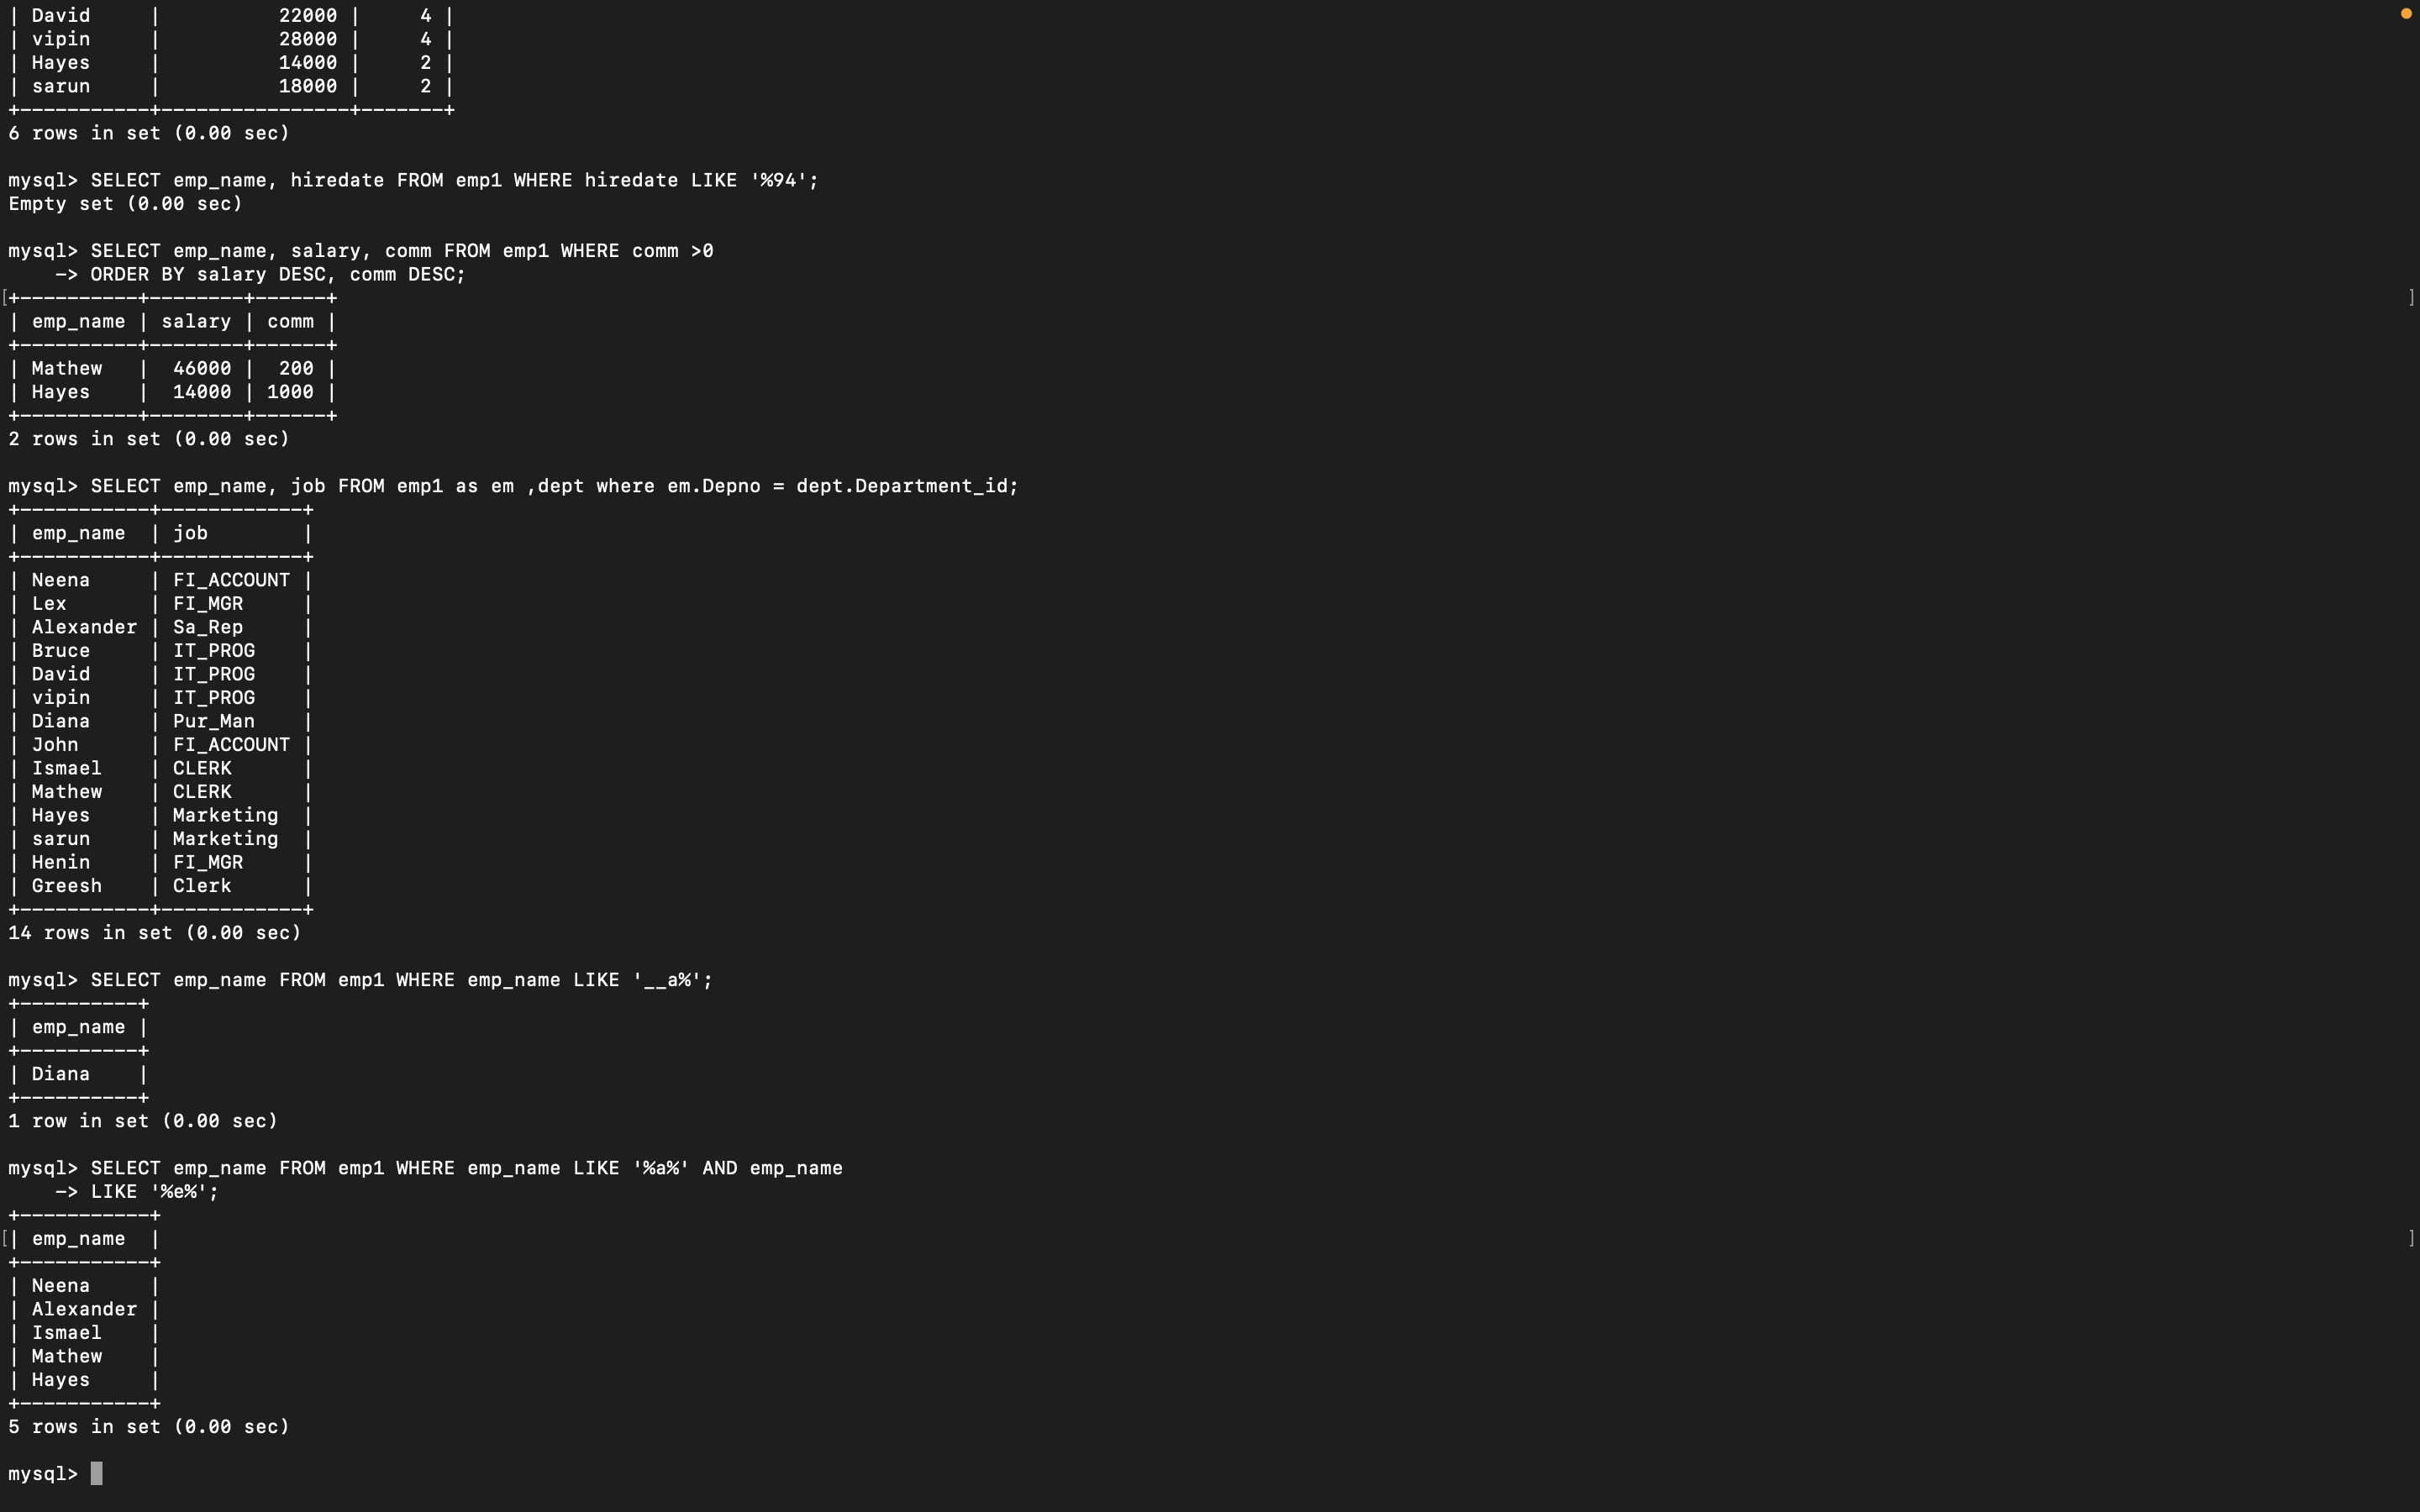 | David     |          22000 |     4 |
| vipin     |          28000 |     4 |
| Hayes     |          14000 |     2 |
| sarun     |          18000 |     2 |
+-----------+----------------+-------+
6 rows in set (0.00 sec)

mysql> SELECT emp_name, hiredate FROM emp1 WHERE hiredate LIKE '%94';
Empty set (0.00 sec)

mysql> SELECT emp_name, salary, comm FROM emp1 WHERE comm >0
    -> ORDER BY salary DESC, comm DESC;
[+----------+--------+------+ ]
| emp_name | salary | comm |
+----------+--------+------+
| Mathew   |  46000 |  200 |
| Hayes    |  14000 | 1000 |
+----------+--------+------+
2 rows in set (0.00 sec)

mysql> SELECT emp_name, job FROM emp1 as em ,dept where em.Depno = dept.Department_id;
+-----------+------------+
| emp_name  | job        |
+-----------+------------+
| Neena     | FI_ACCOUNT |
| Lex       | FI_MGR     |
| Alexander | Sa_Rep     |
| Bruce     | IT_PROG    |
| David     | IT_PROG    |
| vipin     | IT_PROG    |
| Diana     | Pur_Man    |
| John      | FI_ACCOUNT |
| Ismael    | CLERK      |
| Mathew    | CLERK      |
| Hayes     | Marketing  |
| sarun     | Marketing  |
| Henin     | FI_MGR     |
| Greesh    | Clerk      |
+-----------+------------+
14 rows in set (0.00 sec)

mysql> SELECT emp_name FROM emp1 WHERE emp_name LIKE '__a%';
+----------+
| emp_name |
+----------+
| Diana    |
+----------+
1 row in set (0.00 sec)

mysql> SELECT emp_name FROM emp1 WHERE emp_name LIKE '%a%' AND emp_name
    -> LIKE '%e%';
+-----------+
[| emp_name  | ]
+-----------+
| Neena     |
| Alexander |
| Ismael    |
| Mathew    |
| Hayes     |
+-----------+
5 rows in set (0.00 sec)

mysql>